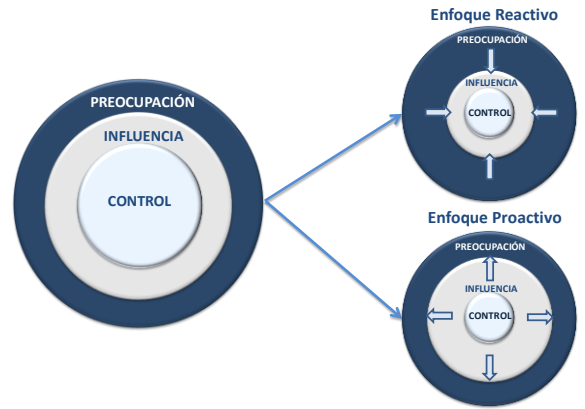 PREOCUPACIÓN
INFLUENCIA
CONTROL
Enfoque Reactivo
PREOCUPACIÓN
INFLUENCIA
CONTROL
Enfoque Proactivo
PREOCUPACIÓN
INFLUENCIA
CONTROL